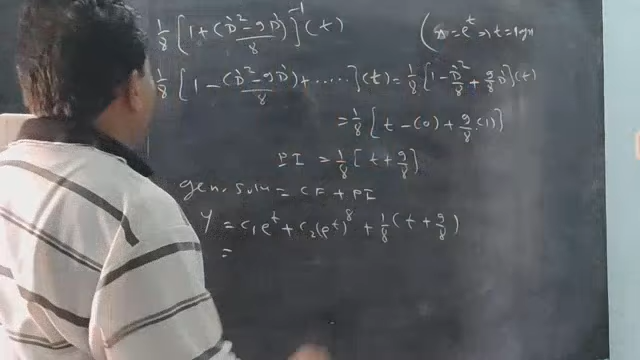 1/8 [1 + (D² - 9D)/8]⁻¹ (t) (x = e^t ⇒ t = log x
1/8 [1 - (D² - 9D)/8 + ......] (t) = 1/8 [1 - D²/8 + 9/8 D] (t)
= 1/8 [t - (0) + 9/8 (1)]
PI = 1/8 [t + 9/8]
gen. soln = CF + PI
y = c₁e^t + c₂(e^t)^8 + 1/8 (t + 9/8)
=